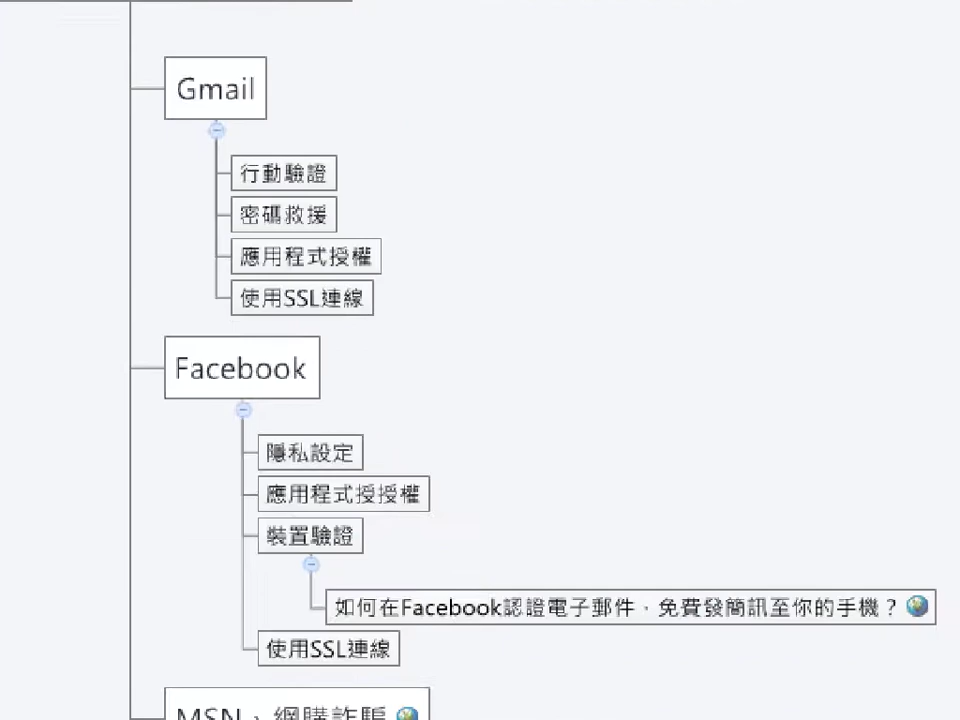 Gmail
行動驗證
密碼救援
應用程式授權
使用SSL連線
Facebook
隱私設定
應用程式授授權
裝置驗證
如何在Facebook認證電子郵件，免費發簡訊至你的手機？
使用SSL連線
MSN、網購詐騙